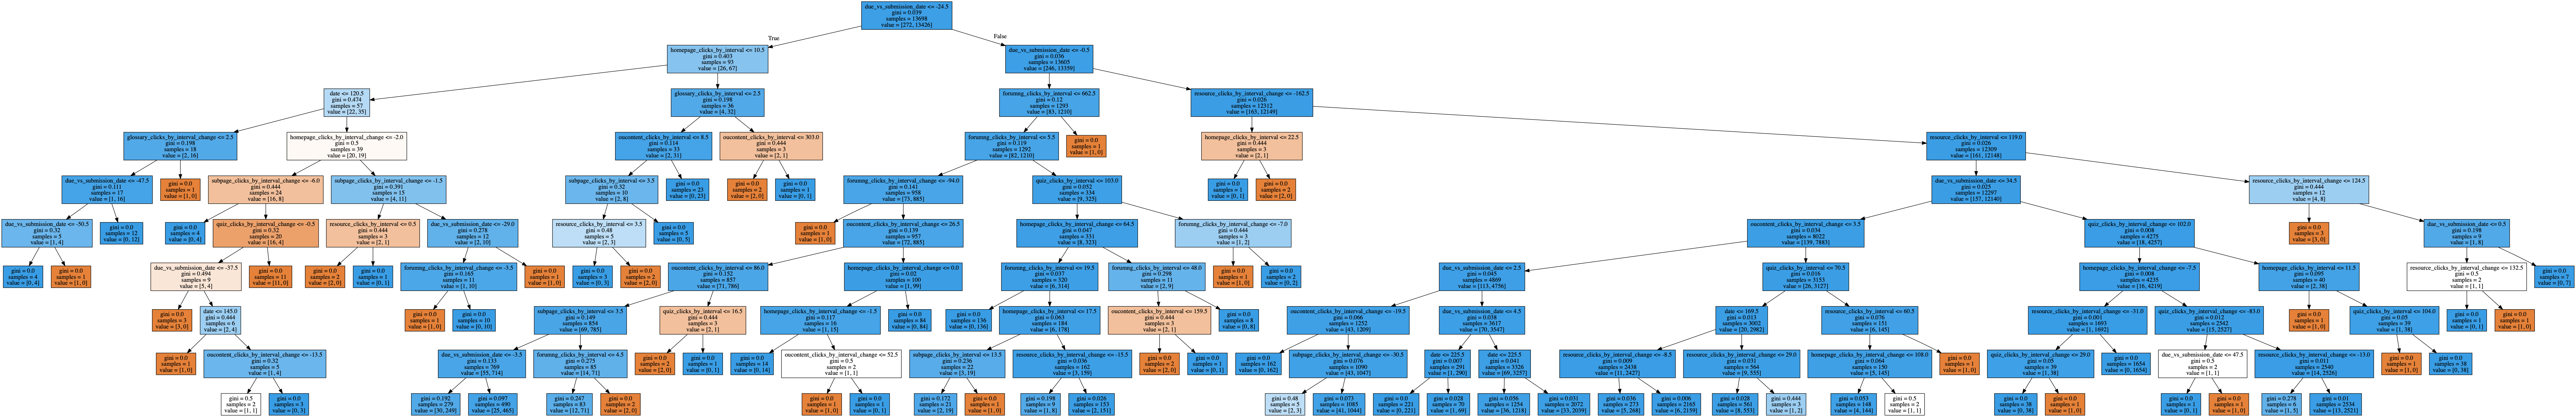 due_vs_submission_date <= -24.5
gini = 0.039
samples = 13698
value = [272, 13426]
True
False
homepage_clicks_by_interval <= 10.5
gini = 0.403
samples = 93
value = [26, 67]
due_vs_submission_date <= -0.5
gini = 0.036
samples = 13605
value = [246, 13359]
date <= 120.5
gini = 0.474
samples = 57
value = [22, 35]
glossary_clicks_by_interval <= 2.5
gini = 0.198
samples = 36
value = [4, 32]
forumng_clicks_by_interval <= 662.5
gini = 0.12
samples = 1293
value = [83, 1210]
resource_clicks_by_interval_change <= -162.5
gini = 0.026
samples = 12312
value = [163, 12149]
glossary_clicks_by_interval_change <= 2.5
gini = 0.198
samples = 18
value = [2, 16]
homepage_clicks_by_interval_change <= -2.0
gini = 0.5
samples = 39
value = [20, 19]
oucontent_clicks_by_interval <= 8.5
gini = 0.114
samples = 33
value = [2, 31]
oucontent_clicks_by_interval <= 303.0
gini = 0.444
samples = 3
value = [2, 1]
forumng_clicks_by_interval <= 5.5
gini = 0.119
samples = 1292
value = [82, 1210]
gini = 0.0
samples = 1
value = [1, 0]
homepage_clicks_by_interval <= 22.5
gini = 0.444
samples = 3
value = [2, 1]
resource_clicks_by_interval <= 119.0
gini = 0.026
samples = 12309
value = [161, 12148]
due_vs_submission_date <= -47.5
gini = 0.111
samples = 17
value = [1, 16]
gini = 0.0
samples = 1
value = [1, 0]
subpage_clicks_by_interval_change <= -6.0
gini = 0.444
samples = 24
value = [16, 8]
subpage_clicks_by_interval_change <= -1.5
gini = 0.391
samples = 15
value = [4, 11]
subpage_clicks_by_interval <= 3.5
gini = 0.32
samples = 10
value = [2, 8]
gini = 0.0
samples = 23
value = [0, 23]
gini = 0.0
samples = 2
value = [2, 0]
gini = 0.0
samples = 1
value = [0, 1]
forumng_clicks_by_interval_change <= -94.0
gini = 0.141
samples = 958
value = [73, 885]
quiz_clicks_by_interval <= 103.0
gini = 0.052
samples = 334
value = [9, 325]
gini = 0.0
samples = 1
value = [0, 1]
gini = 0.0
samples = 2
value = [2, 0]
due_vs_submission_date <= 34.5
gini = 0.025
samples = 12297
value = [157, 12140]
resource_clicks_by_interval_change <= 124.5
gini = 0.444
samples = 12
value = [4, 8]
due_vs_submission_date <= -50.5
gini = 0.32
samples = 5
value = [1, 4]
gini = 0.0
samples = 12
value = [0, 12]
gini = 0.0
samples = 4
value = [0, 4]
quiz_clicks_by_interval_change <= -0.5
gini = 0.32
samples = 20
value = [16, 4]
resource_clicks_by_interval <= 0.5
gini = 0.444
samples = 3
value = [2, 1]
due_vs_submission_date <= -29.0
gini = 0.278
samples = 12
value = [2, 10]
resource_clicks_by_interval <= 3.5
gini = 0.48
samples = 5
value = [2, 3]
gini = 0.0
samples = 5
value = [0, 5]
gini = 0.0
samples = 1
value = [1, 0]
oucontent_clicks_by_interval_change <= 26.5
gini = 0.139
samples = 957
value = [72, 885]
homepage_clicks_by_interval_change <= 64.5
gini = 0.047
samples = 331
value = [8, 323]
forumng_clicks_by_interval_change <= -7.0
gini = 0.444
samples = 3
value = [1, 2]
oucontent_clicks_by_interval <= 3.5
gini = 0.034
samples = 8022
value = [139, 7883]
quiz_clicks_by_interval <= 102.0
gini = 0.008
samples = 4275
value = [18, 4257]
gini = 0.0
samples = 3
value = [3, 0]
due_vs_submission_date <= 0.5
gini = 0.198
samples = 9
value = [1, 8]
gini = 0.0
samples = 4
value = [0, 4]
gini = 0.0
samples = 1
value = [1, 0]
due_vs_submission_date <= -37.5
gini = 0.494
samples = 9
value = [5, 4]
gini = 0.0
samples = 11
value = [11, 0]
gini = 0.0
samples = 2
value = [2, 0]
gini = 0.0
samples = 1
value = [0, 1]
forumng_clicks_by_interval_change <= -3.5
gini = 0.165
samples = 11
value = [1, 10]
gini = 0.0
samples = 1
value = [1, 0]
gini = 0.0
samples = 3
value = [0, 3]
gini = 0.0
samples = 2
value = [2, 0]
oucontent_clicks_by_interval <= 86.0
gini = 0.152
samples = 857
value = [71, 786]
homepage_clicks_by_interval_change <= 0.0
gini = 0.02
samples = 100
value = [1, 99]
forumng_clicks_by_interval <= 19.5
gini = 0.037
samples = 320
value = [6, 314]
forumng_clicks_by_interval <= 48.0
gini = 0.298
samples = 11
value = [2, 9]
gini = 0.0
samples = 1
value = [1, 0]
gini = 0.0
samples = 2
value = [0, 2]
due_vs_submission_date <= 2.5
gini = 0.045
samples = 4869
value = [113, 4756]
quiz_clicks_by_interval <= 70.5
gini = 0.016
samples = 3153
value = [26, 3127]
homepage_clicks_by_interval_change <= -7.5
gini = 0.008
samples = 4235
value = [16, 4219]
homepage_clicks_by_interval <= 11.5
gini = 0.095
samples = 40
value = [2, 38]
resource_clicks_by_interval_change <= 132.5
gini = 0.5
samples = 2
value = [1, 1]
gini = 0.0
samples = 7
value = [0, 7]
gini = 0.0
samples = 3
value = [3, 0]
date <= 145.0
gini = 0.444
samples = 6
value = [2, 4]
gini = 0.0
samples = 1
value = [1, 0]
gini = 0.0
samples = 10
value = [0, 10]
subpage_clicks_by_interval <= 3.5
gini = 0.149
samples = 854
value = [69, 785]
quiz_clicks_by_interval <= 16.5
gini = 0.444
samples = 3
value = [2, 1]
homepage_clicks_by_interval_change <= -1.5
gini = 0.117
samples = 16
value = [1, 15]
gini = 0.0
samples = 84
value = [0, 84]
gini = 0.0
samples = 136
value = [0, 136]
homepage_clicks_by_interval <= 17.5
gini = 0.063
samples = 184
value = [6, 178]
oucontent_clicks_by_interval <= 159.5
gini = 0.444
samples = 3
value = [2, 1]
gini = 0.0
samples = 8
value = [0, 8]
oucontent_clicks_by_interval_change <= -19.5
gini = 0.066
samples = 1252
value = [43, 1209]
due_vs_submission_date <= 4.5
gini = 0.038
samples = 3617
value = [70, 3547]
date <= 169.5
gini = 0.013
samples = 3002
value = [20, 2982]
resource_clicks_by_interval <= 60.5
gini = 0.076
samples = 151
value = [6, 145]
resource_clicks_by_interval_change <= -31.0
gini = 0.001
samples = 1693
value = [1, 1692]
quiz_clicks_by_interval_change <= -83.0
gini = 0.012
samples = 2542
value = [15, 2527]
gini = 0.0
samples = 1
value = [1, 0]
quiz_clicks_by_interval_change <= 104.0
gini = 0.05
samples = 39
value = [1, 38]
gini = 0.0
samples = 1
value = [0, 1]
gini = 0.0
samples = 1
value = [1, 0]
gini = 0.0
samples = 1
value = [1, 0]
oucontent_clicks_by_interval_change <= -13.5
gini = 0.32
samples = 5
value = [1, 4]
due_vs_submission_date <= -3.5
gini = 0.133
samples = 769
value = [55, 714]
forumng_clicks_by_interval <= 4.5
gini = 0.275
samples = 85
value = [14, 71]
gini = 0.0
samples = 2
value = [2, 0]
gini = 0.0
samples = 1
value = [0, 1]
gini = 0.0
samples = 14
value = [0, 14]
oucontent_clicks_by_interval_change <= 52.5
gini = 0.5
samples = 2
value = [1, 1]
subpage_clicks_by_interval <= 13.5
gini = 0.236
samples = 22
value = [3, 19]
resource_clicks_by_interval_change <= -15.5
gini = 0.036
samples = 162
value = [3, 159]
gini = 0.0
samples = 2
value = [2, 0]
gini = 0.0
samples = 1
value = [0, 1]
gini = 0.0
samples = 162
value = [0, 162]
subpage_clicks_by_interval_change <= -30.5
gini = 0.076
samples = 1090
value = [43, 1047]
date <= 225.5
gini = 0.007
samples = 291
value = [1, 290]
date <= 225.5
gini = 0.041
samples = 3326
value = [69, 3257]
resource_clicks_by_interval_change <= -8.5
gini = 0.009
samples = 2438
value = [11, 2427]
resource_clicks_by_interval_change <= 29.0
gini = 0.031
samples = 564
value = [9, 555]
homepage_clicks_by_interval <= 108.0
gini = 0.064
samples = 150
value = [5, 145]
gini = 0.0
samples = 1
value = [1, 0]
quiz_clicks_by_interval_change <= 29.0
gini = 0.05
samples = 39
value = [1, 38]
gini = 0.0
samples = 1654
value = [0, 1654]
due_vs_submission_date <= 47.5
gini = 0.5
samples = 2
value = [1, 1]
resource_clicks_by_interval_change <= -13.0
gini = 0.011
samples = 2540
value = [14, 2526]
gini = 0.0
samples = 1
value = [1, 0]
gini = 0.0
samples = 38
value = [0, 38]
gini = 0.5
samples = 2
value = [1, 1]
gini = 0.0
samples = 3
value = [0, 3]
gini = 0.192
samples = 279
value = [30, 249]
gini = 0.097
samples = 490
value = [25, 465]
gini = 0.247
samples = 83
value = [12, 71]
gini = 0.0
samples = 2
value = [2, 0]
gini = 0.0
samples = 1
value = [1, 0]
gini = 0.0
samples = 1
value = [0, 1]
gini = 0.172
samples = 21
value = [2, 19]
gini = 0.0
samples = 1
value = [1, 0]
gini = 0.198
samples = 9
value = [1, 8]
gini = 0.026
samples = 153
value = [2, 151]
gini = 0.48
samples = 5
value = [2, 3]
gini = 0.073
samples = 1085
value = [41, 1044]
gini = 0.0
samples = 221
value = [0, 221]
gini = 0.028
samples = 70
value = [1, 69]
gini = 0.056
samples = 1254
value = [36, 1218]
gini = 0.031
samples = 2072
value = [33, 2039]
gini = 0.036
samples = 273
value = [5, 268]
gini = 0.006
samples = 2165
value = [6, 2159]
gini = 0.028
samples = 561
value = [8, 553]
gini = 0.444
samples = 3
value = [1, 2]
gini = 0.053
samples = 148
value = [4, 144]
gini = 0.5
samples = 2
value = [1, 1]
gini = 0.0
samples = 38
value = [0, 38]
gini = 0.0
samples = 1
value = [1, 0]
gini = 0.0
samples = 1
value = [0, 1]
gini = 0.0
samples = 1
value = [1, 0]
gini = 0.278
samples = 6
value = [1, 5]
gini = 0.01
samples = 2534
value = [13, 2521]